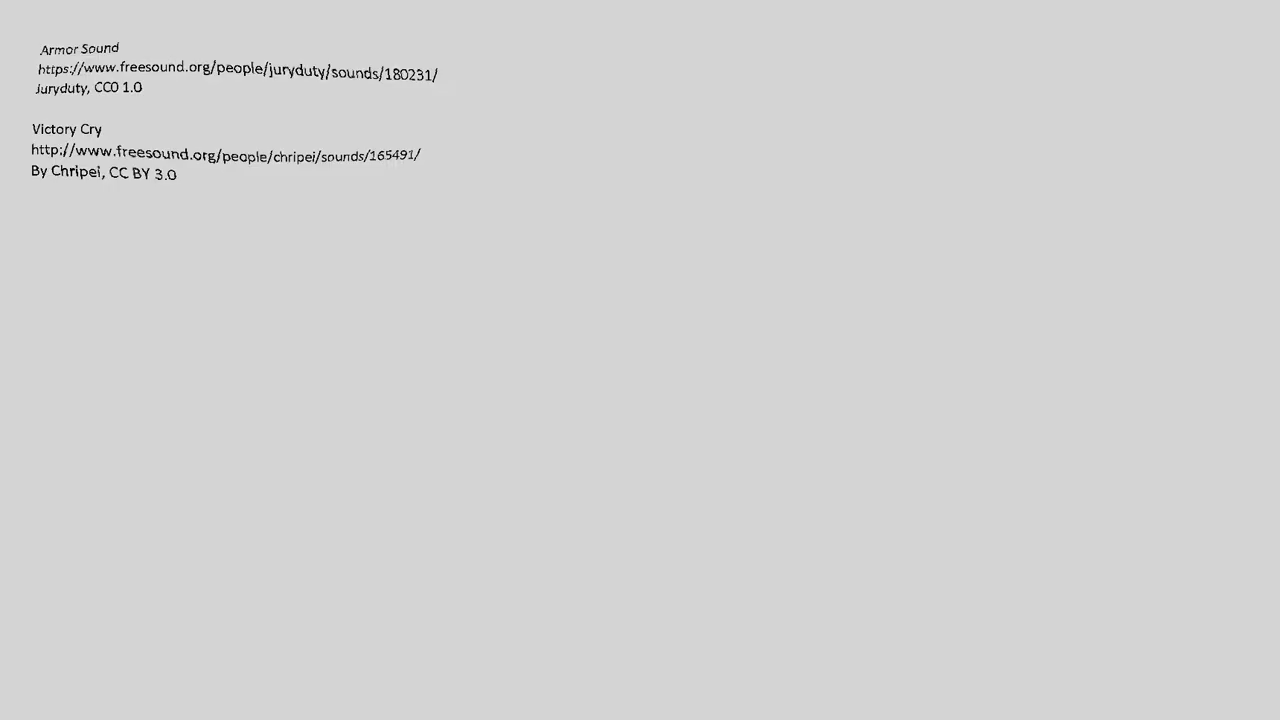 Armor Sound
https://www.freesound.org/people/juryduty/sounds/180231/
Juryduty, CC0 1.0
Victory Cry
http://www.freesound.org/people/chripei/sounds/165491/
By Chripei, CC BY 3.0